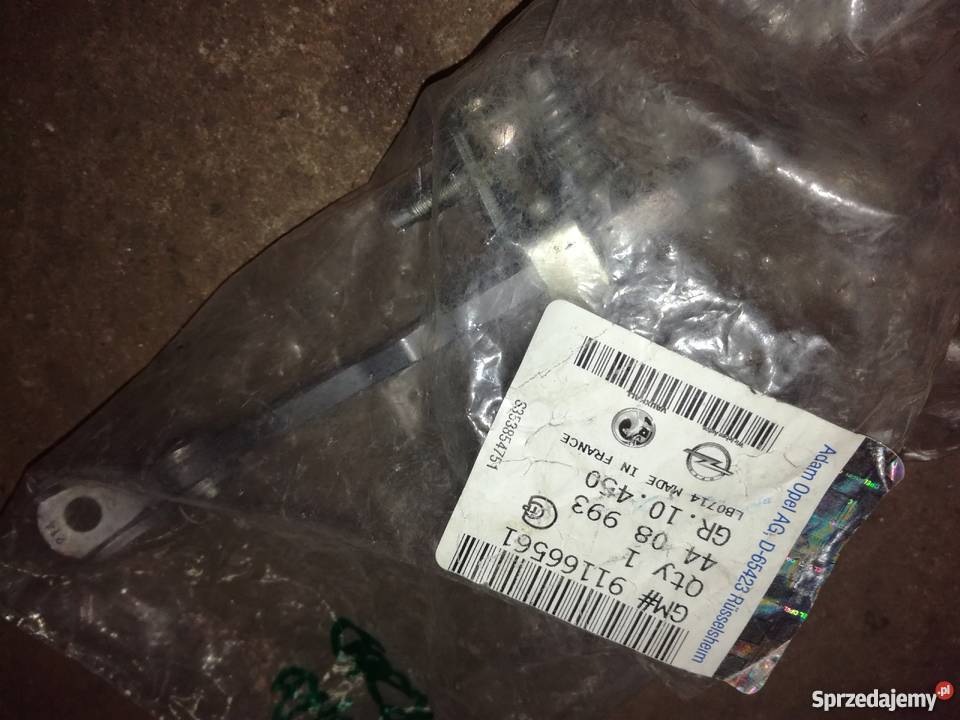 GM# 91166561
Qty 1
44 08 993
GR. 10. 450
LB0714 MADE IN FRANCE
Adam Opel AG, D-65423 Rüsselsheim
S353854751
Sprzedajemy.pl